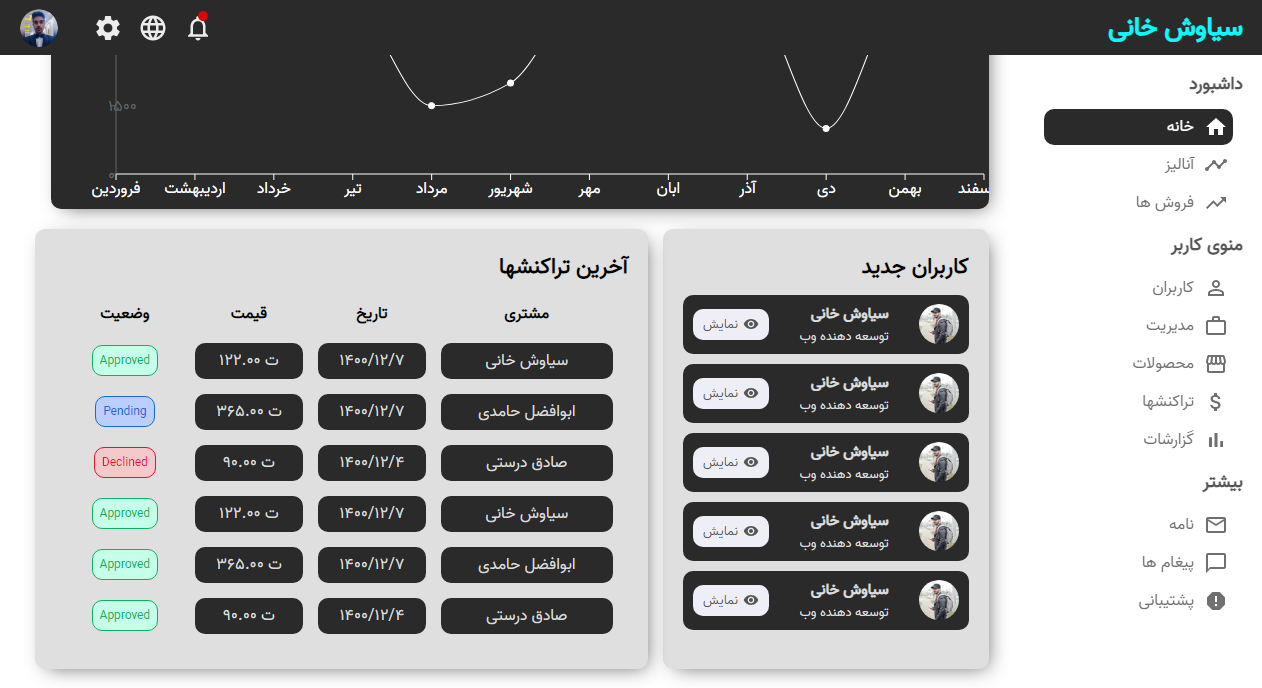 سیاوش خانی
داشبورد
خانه
آنالیز
فروش ها
منوی کاربر
کاربران
مدیریت
محصولات
تراکنشها
گزارشات
بیشتر
نامه
پیغام ها
پشتیبانی
۱۵۰۰
۰
فروردین اردیبهشت خرداد تیر مرداد شهریور مهر ابان آذر دی بهمن سفند
کاربران جدید
سیاوش خانی
توسعه دهنده وب
نمایش
سیاوش خانی
توسعه دهنده وب
نمایش
سیاوش خانی
توسعه دهنده وب
نمایش
سیاوش خانی
توسعه دهنده وب
نمایش
سیاوش خانی
توسعه دهنده وب
نمایش
آخرین تراکنشها
مشتری تاریخ قیمت وضعیت
سیاوش خانی ۱۴۰۰/۱۲/۷ ۱۲۲.۰۰ ت Approved
ابوافضل حامدی ۱۴۰۰/۱۲/۷ ۳۶۵.۰۰ ت Pending
صادق درستی ۱۴۰۰/۱۲/۴ ۹۰.۰۰ ت Declined
سیاوش خانی ۱۴۰۰/۱۲/۷ ۱۲۲.۰۰ ت Approved
ابوافضل حامدی ۱۴۰۰/۱۲/۷ ۳۶۵.۰۰ ت Approved
صادق درستی ۱۴۰۰/۱۲/۴ ۹۰.۰۰ ت Approved